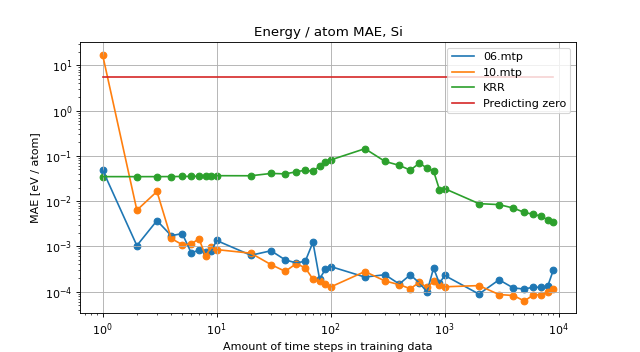 Energy / atom MAE, Si
06.mtp
10.mtp
KRR
Predicting zero
MAE [eV / atom]
10¹
10⁰
10⁻¹
10⁻²
10⁻³
10⁻⁴
10⁰ 10¹ 10² 10³ 10⁴
Amount of time steps in training data